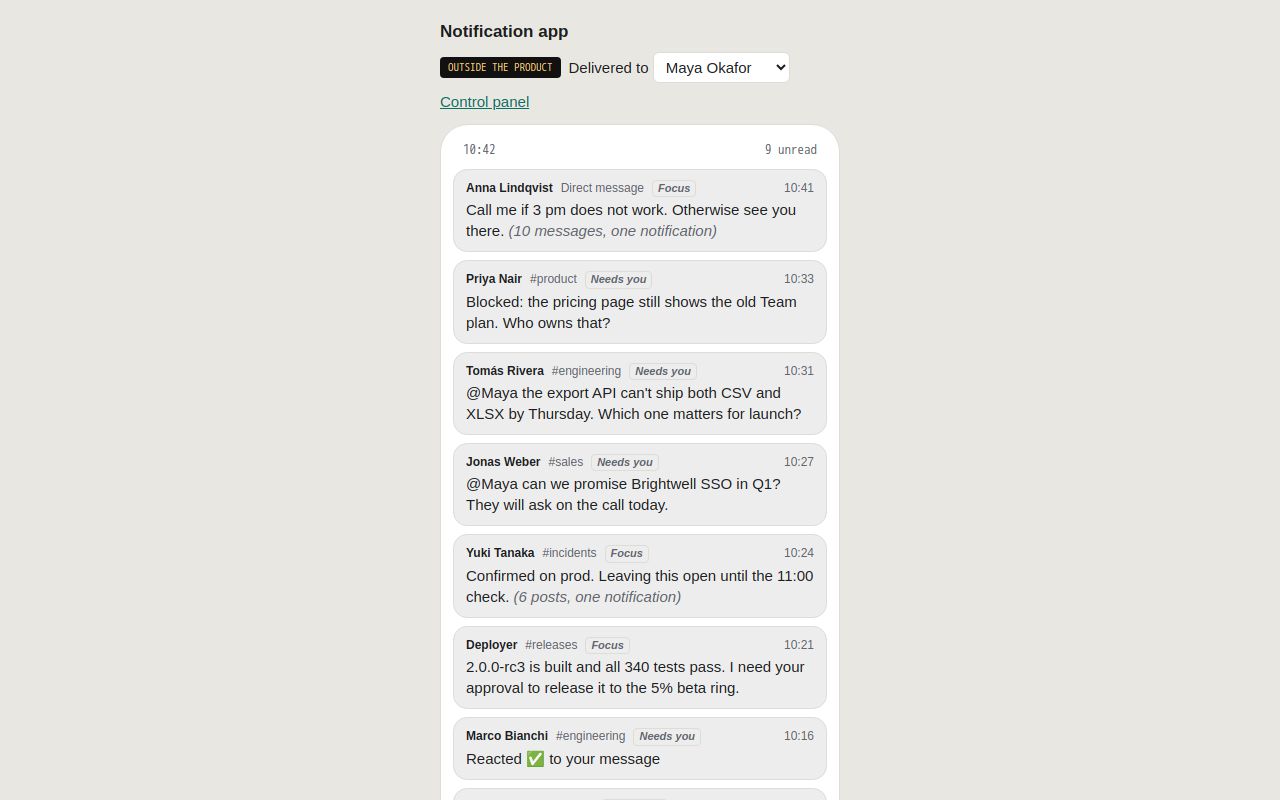 Notification app
OUTSIDE THE PRODUCT Delivered to Maya Okafor
Control panel
10:42 9 unread
Anna Lindqvist Direct message Focus 10:41
Call me if 3 pm does not work. Otherwise see you
there. (10 messages, one notification)
Priya Nair #product Needs you 10:33
Blocked: the pricing page still shows the old Team
plan. Who owns that?
Tomás Rivera #engineering Needs you 10:31
@Maya the export API can't ship both CSV and
XLSX by Thursday. Which one matters for launch?
Jonas Weber #sales Needs you 10:27
@Maya can we promise Brightwell SSO in Q1?
They will ask on the call today.
Yuki Tanaka #incidents Focus 10:24
Confirmed on prod. Leaving this open until the 11:00
check. (6 posts, one notification)
Deployer #releases Focus 10:21
2.0.0-rc3 is built and all 340 tests pass. I need your
approval to release it to the 5% beta ring.
Marco Bianchi #engineering Needs you 10:16
Reacted ✅ to your message